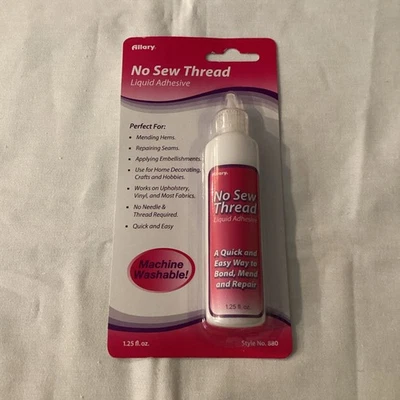 Allary.
No Sew Thread
Liquid Adhesive
Perfect For:
• Mending Hems.
• Repairing Seams.
• Applying Embellishments.
• Use for Home Decorating,
Crafts and Hobbies.
• Works on Upholstery,
Vinyl, and Most Fabrics.
• No Needle &
Thread Required.
• Quick and Easy
Machine
Washable!
1.25 fl. oz.
Style No. 880
Allary.
No Sew
Thread
Liquid Adhesive
A Quick and
Easy Way to
Bond, Mend
and Repair
1.25 fl. oz.